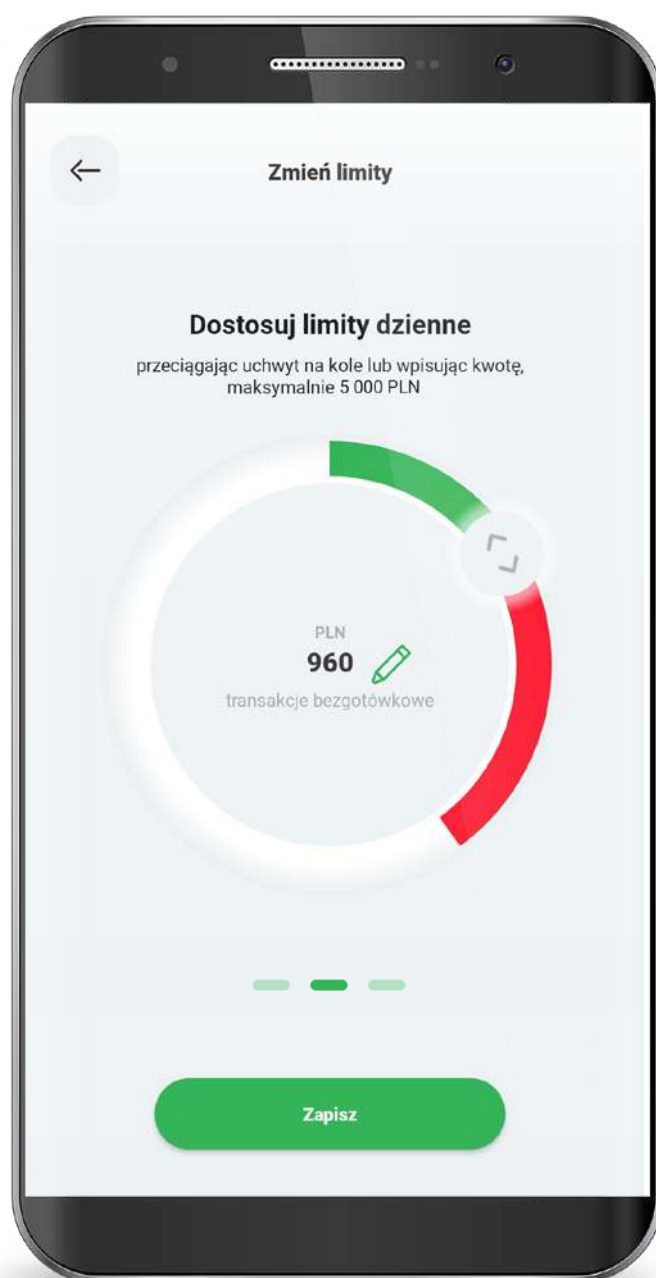 Zmień limity
Dostosuj limity dzienne
przeciągając uchwyt na kole lub wpisując kwotę,
maksymalnie 5 000 PLN
PLN
960
transakcje bezgotówkowe
Zapisz